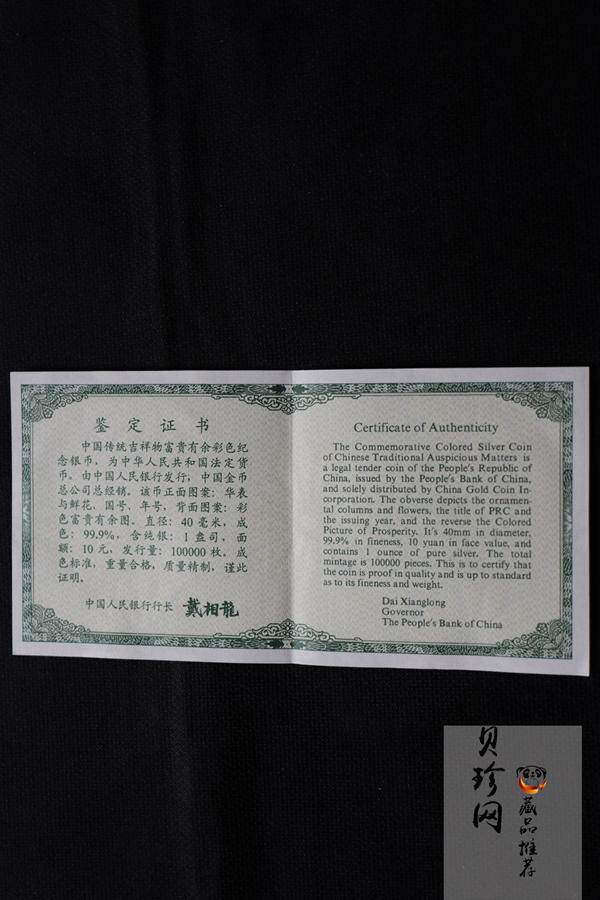 鉴定证书
中国传统吉祥物富贵有余彩色纪
念银币，为中华人民共和国法定货
币。由中国人民银行发行，中国金币
总公司总经销。该币正面图案：华表
与鲜花、国号、年号，背面图案：彩
色富贵有余图。直径：40毫米，成
色：99.9%，含纯银：1盎司，面
额：10元，发行量：100000枚。成
色标准，重量合格，质量精制，谨此
证明。
中国人民银行行长 戴相龍
Certificate of Authenticity
The Commemorative Colored Silver Coin
of Chinese Traditional Auspicious Matters is
a legal tender coin of the People's Republic of
China, issued by the People's Bank of China,
and solely distributed by China Gold Coin In-
corporation. The obverse depicts the ornamen-
tal columns and flowers, the title of PRC and
the issuing year, and the reverse the Colored
Picture of Prosperity. It's 40mm in diameter,
99.9% in fineness, 10 yuan in face value, and
contains 1 ounce of pure silver. The total
mintage is 100000 pieces. This is to certify that
the coin is proof in quality and is up to standard
as to its fineness and weight.
Dai Xianglong
Governor
The People's Bank of China
贝珍网
藏品推荐